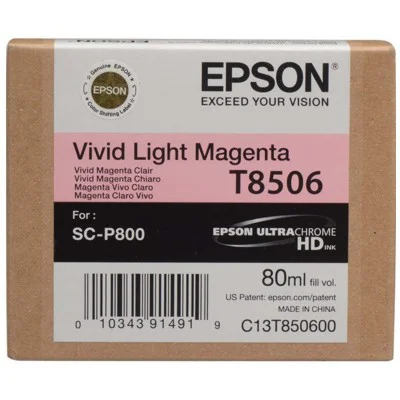 Genuine EPSON
Color Shifting Label
EPSON
EXCEED YOUR VISION
Vivid Light Magenta
Vivid Magenta Clair
Vivid Magenta Chiaro
Magenta Vivo Claro
Magenta Claro Vivo
T8506
For :
SC-P800
EPSON ULTRACHROME
HD INK
80ml fill vol.
US Patent: epson.com/patent
MADE IN CHINA
0 10343 91491 9
C13T850600